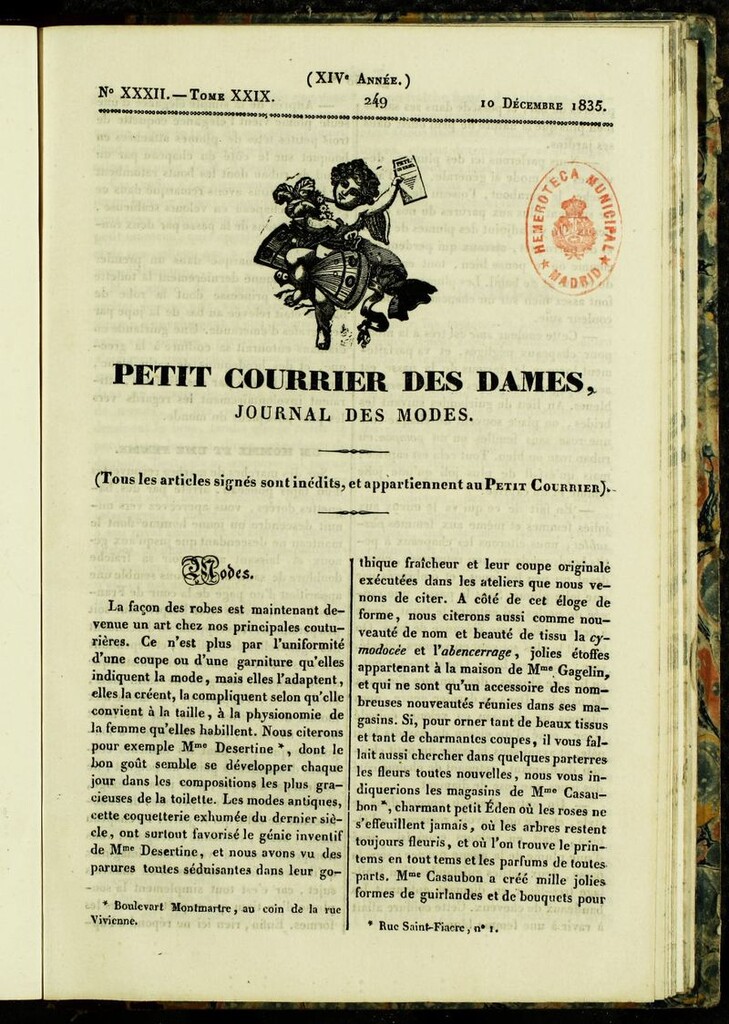 (XIVe Année.)
No XXXII. — Tome XXIX.
249
10 Décembre 1835.
HEMEROTECA MUNICIPAL
* MADRID *
PETIT COURRIER DES DAMES,
JOURNAL DES MODES.
(Tous les articles signés sont inédits, et appartiennent au Petit Courrier).
Modes.
La façon des robes est maintenant de-
venue un art chez nos principales coutu-
rières. Ce n'est plus par l'uniformité
d'une coupe ou d'une garniture qu'elles
indiquent la mode, mais elles l'adaptent,
elles la créent, la compliquent selon qu'elle
convient à la taille, à la physionomie de
la femme qu'elles habillent. Nous citerons
pour exemple Mme Desertine *, dont le
bon goût semble se développer chaque
jour dans les compositions les plus gra-
cieuses de la toilette. Les modes antiques,
cette coquetterie exhumée du dernier siè-
cle, ont surtout favorisé le génie inventif
de Mme Desertine, et nous avons vu des
parures toutes séduisantes dans leur go-
* Boulevart Montmartre, au coin de la rue
Vivienne.
thique fraîcheur et leur coupe originale
exécutées dans les ateliers que nous ve-
nons de citer. A côté de cet éloge de
forme, nous citerons aussi comme nou-
veauté de nom et beauté de tissu la cy-
modocée et l'abencerrage, jolies étoffes
appartenant à la maison de Mme Gagelin,
et qui ne sont qu'un accessoire des nom-
breuses nouveautés réunies dans ses ma-
gasins. Si, pour orner tant de beaux tissus
et tant de charmantes coupes, il vous fal-
lait aussi chercher dans quelques parterres
les fleurs toutes nouvelles, nous vous in-
diquerions les magasins de Mme Casau-
bon *, charmant petit Éden où les roses ne
s'effeuillent jamais, où les arbres restent
toujours fleuris, et où l'on trouve le prin-
tems en tout tems et les parfums de toutes
parts. Mme Casaubon a créé mille jolies
formes de guirlandes et de bouquets pour
* Rue Saint-Fiacre, no 1.